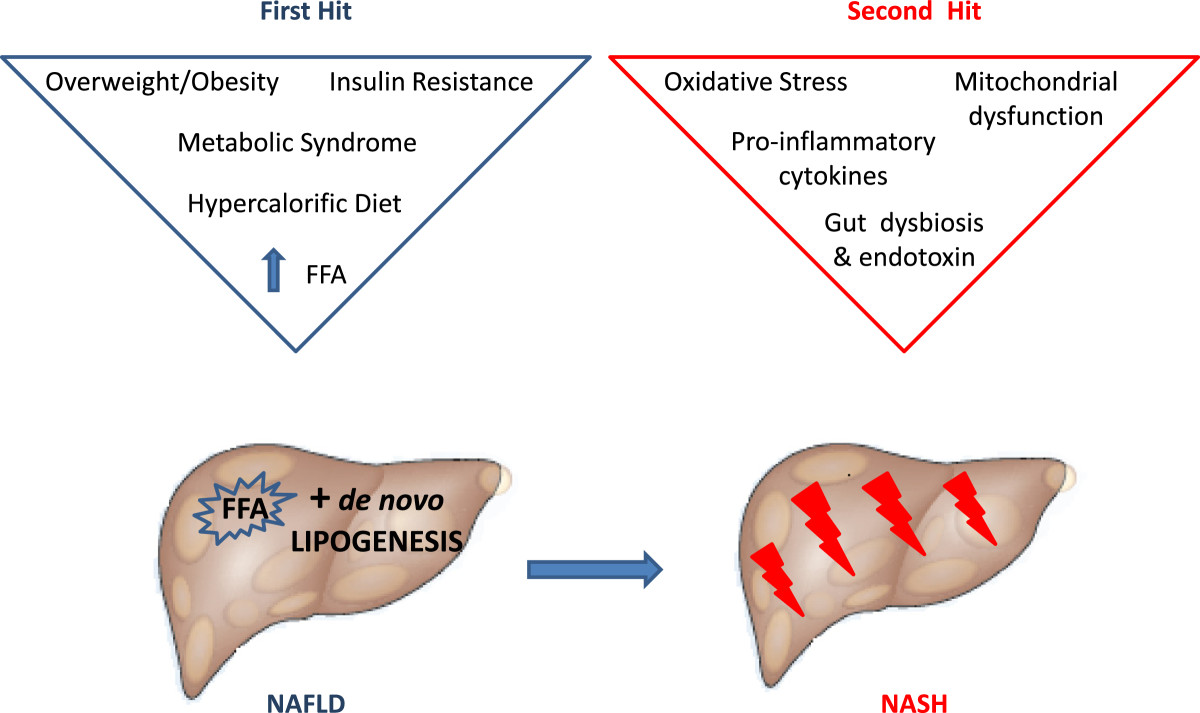 First Hit
Overweight/Obesity Insulin Resistance
Metabolic Syndrome
Hypercalorific Diet
FFA
Second Hit
Oxidative Stress
Mitochondrial
dysfunction
Pro-inflammatory
cytokines
Gut dysbiosis
& endotoxin
FFA
+ de novo
LIPOGENESIS
NAFLD
NASH